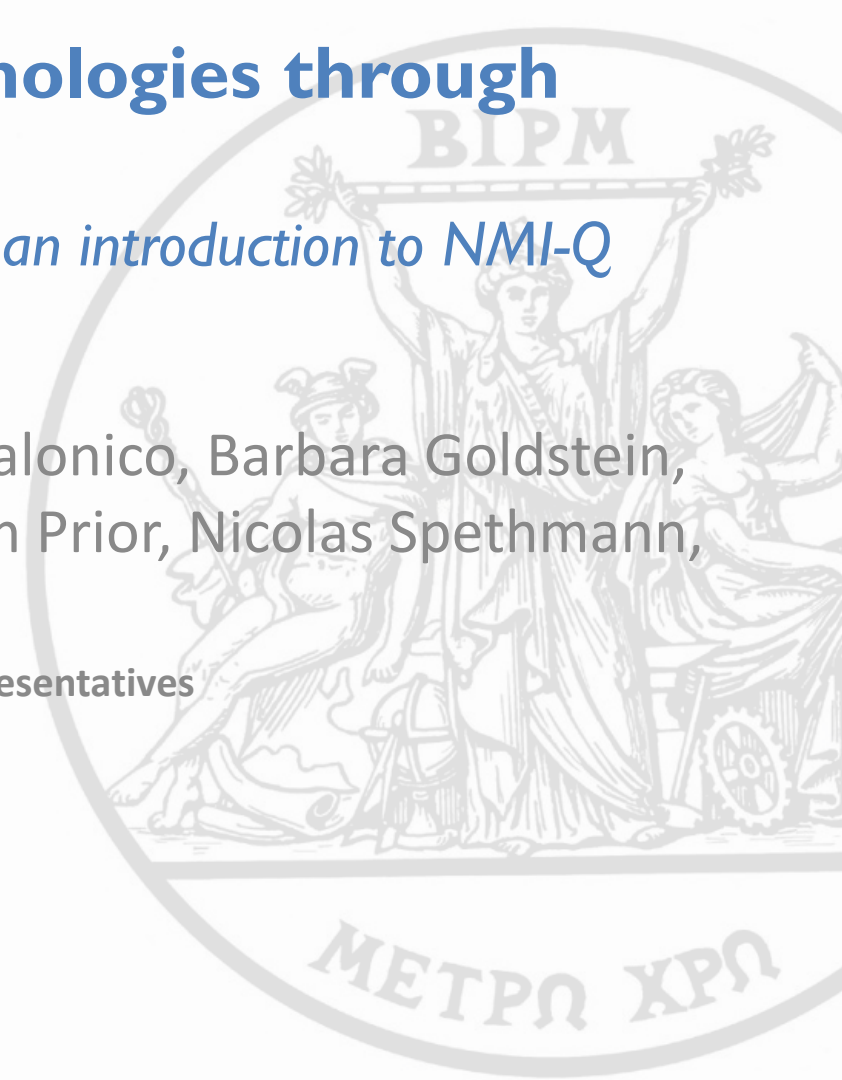 nologies through
BIPM
an introduction to NMI-Q
alonico, Barbara Goldstein,
n Prior, Nicolas Spethmann,
esentatives
ΜΕΤΡΩ ΧΡΩ